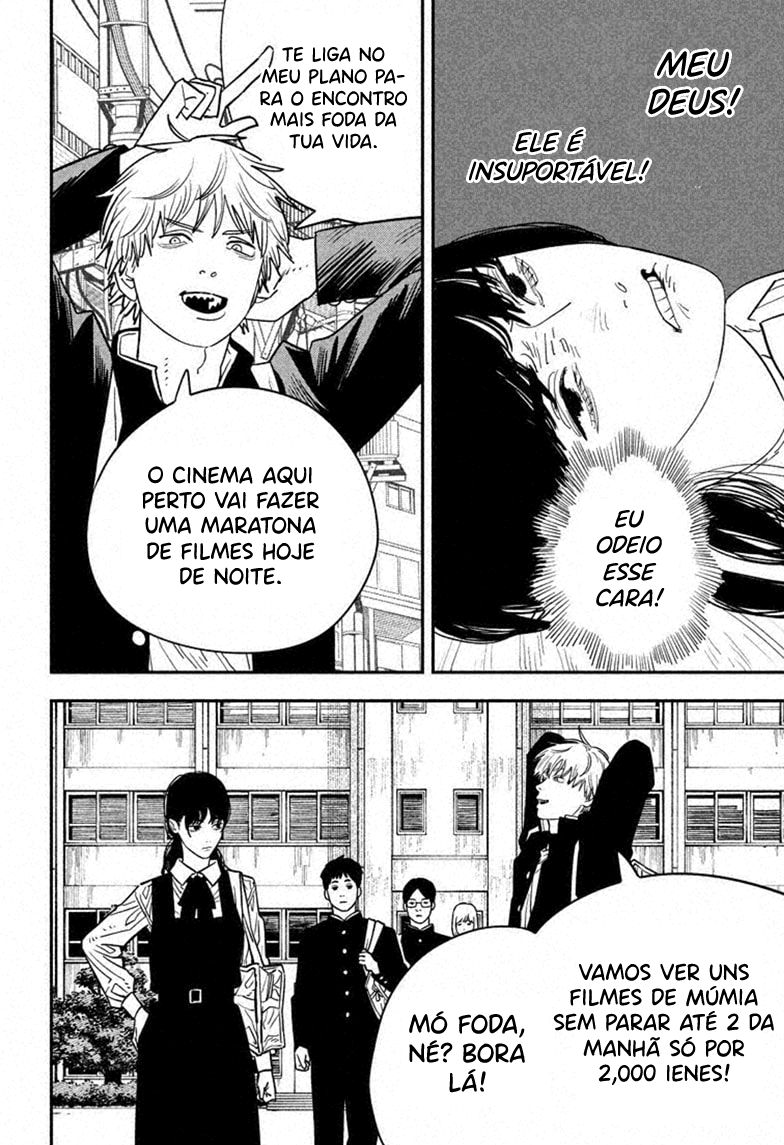 MEU
DEUS!
ELE É
INSUPORTÁVEL!
EU
ODEIO
ESSE
CARA!
TE LIGA NO
MEU PLANO PA-
RA O ENCONTRO
MAIS FODA DA
TUA VIDA.
O CINEMA AQUI
PERTO VAI FAZER
UMA MARATONA
DE FILMES HOJE
DE NOITE.
VAMOS VER UNS
FILMES DE MÚMIA
SEM PARAR ATÉ 2 DA
MANHÃ SÓ POR
2,000 IENES!
MÓ FODA,
NÉ? BORA
LÁ!